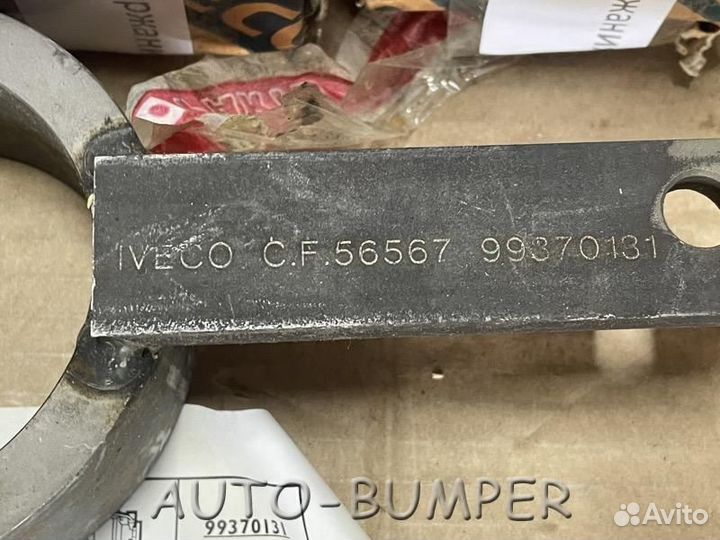 IVECO C.F.56567 99370131
AUTO-BUMPER
99370131
Avito